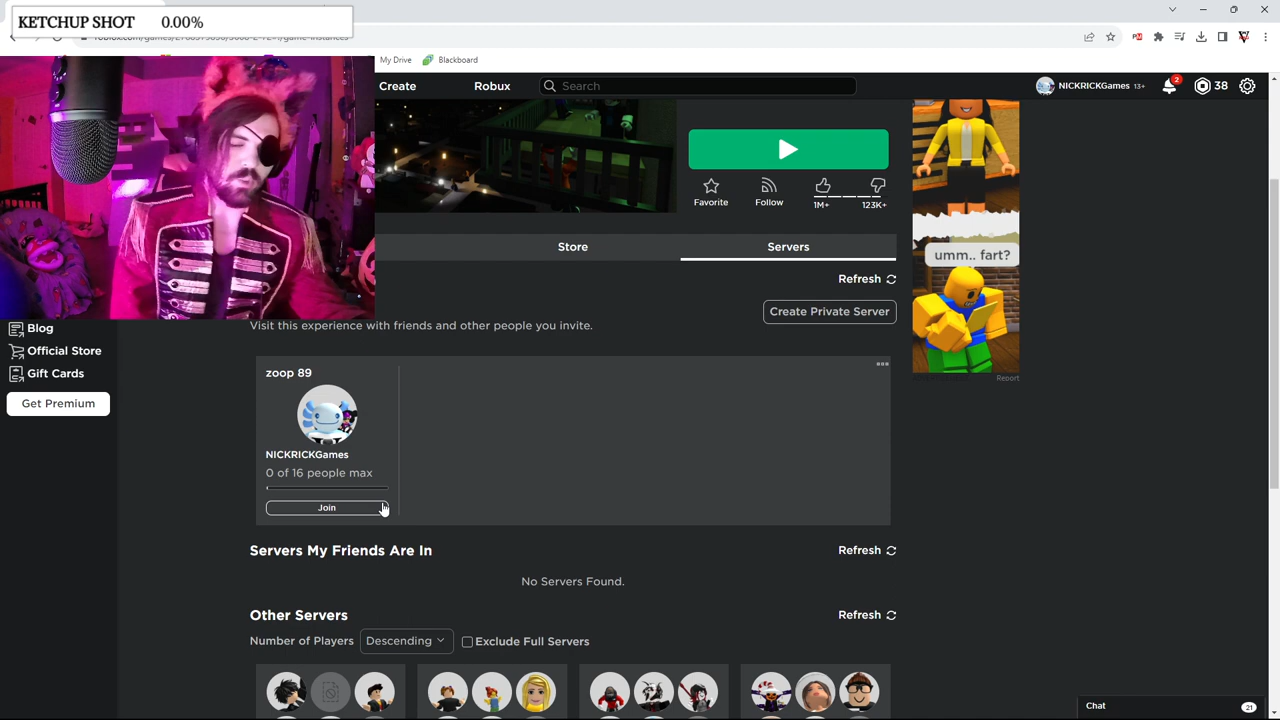 KETCHUP SHOT 0.00%
My Drive Blackboard
Create Robux Search NICKRICKGames 13+ 2 38
Favorite Follow 1M+ 123K+
umm.. fart?
Store Servers
Refresh
Create Private Server
Visit this experience with friends and other people you invite.
Blog
Official Store
Gift Cards
Get Premium
Report
zoop 89
NICKRICKGames
0 of 16 people max
Join
Servers My Friends Are In Refresh
No Servers Found.
Other Servers Refresh
Number of Players Descending Exclude Full Servers
Chat 21